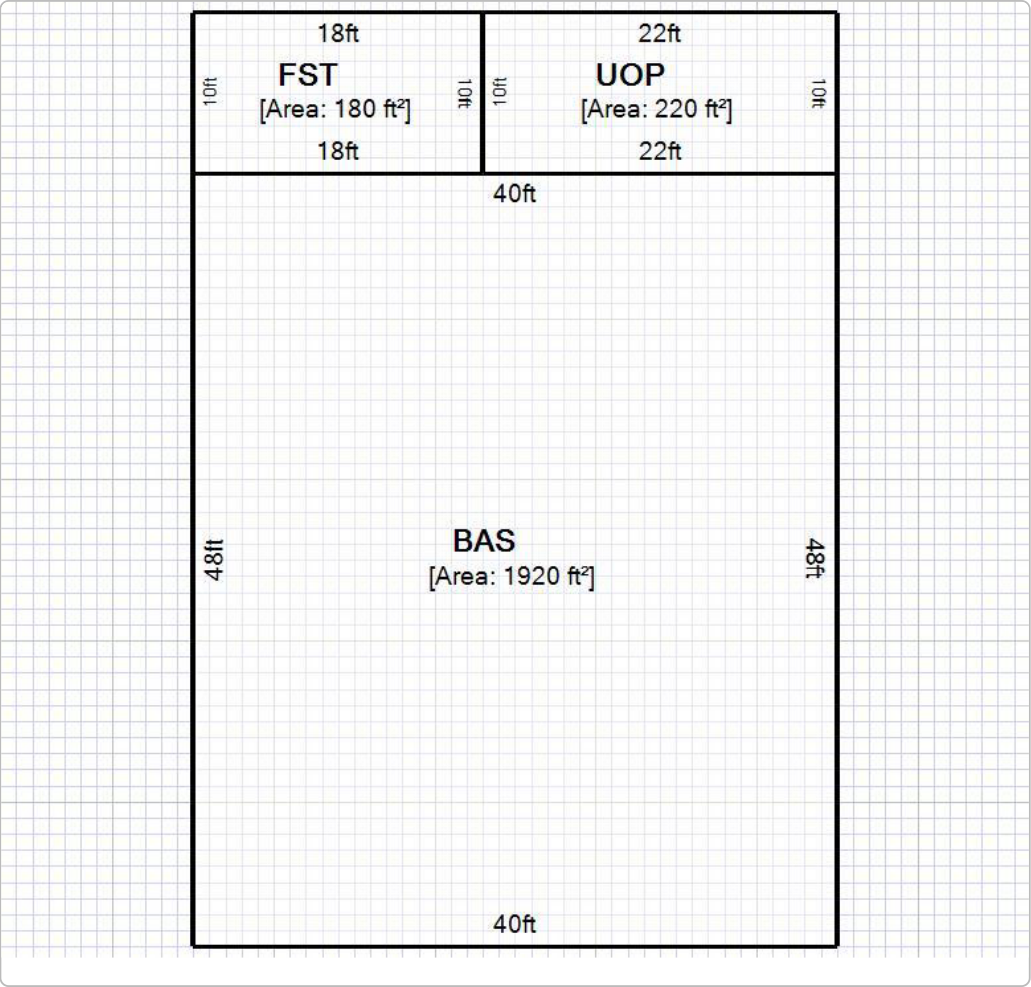 18ft
22ft
FST
UOP
10ft
10ft
10ft
10ft
[Area: 180 ft²]
[Area: 220 ft²]
18ft
22ft
40ft
BAS
48ft
48ft
[Area: 1920 ft²]
40ft